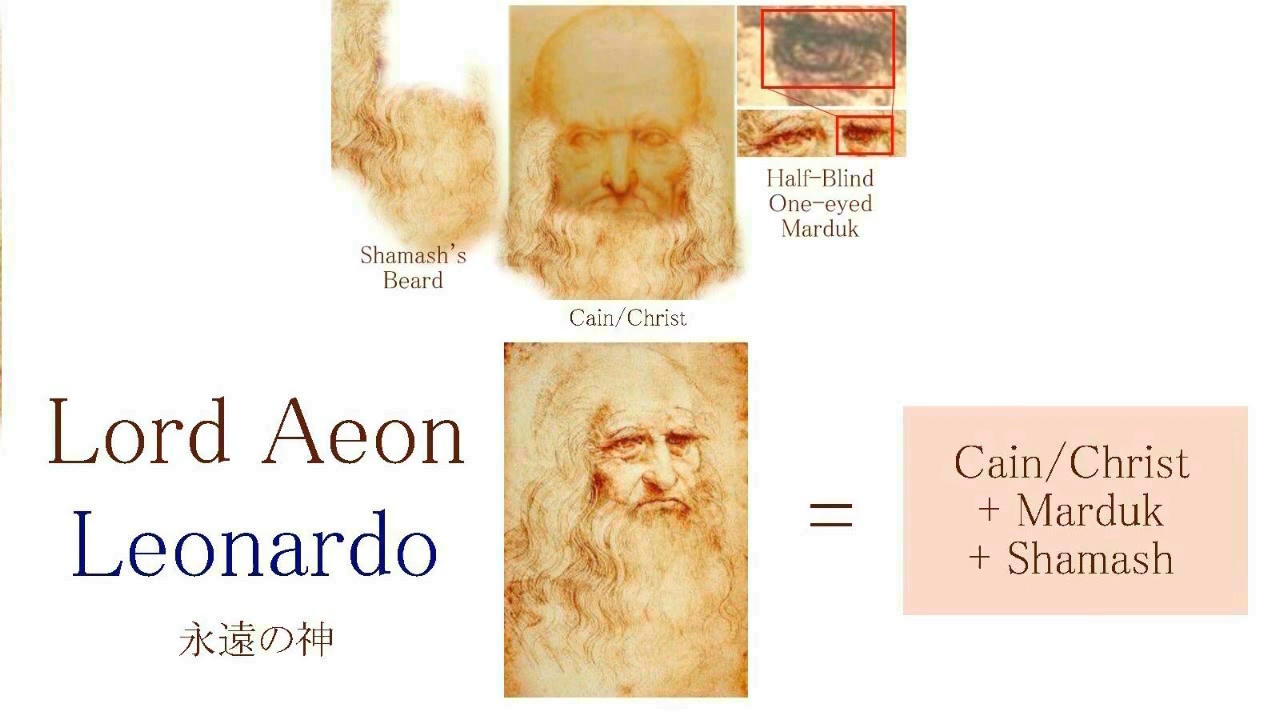 Shamash's
Beard
Cain/Christ
Half-Blind
One-eyed
Marduk
Lord Aeon
Leonardo
永遠の神
=
Cain/Christ
+ Marduk
+ Shamash